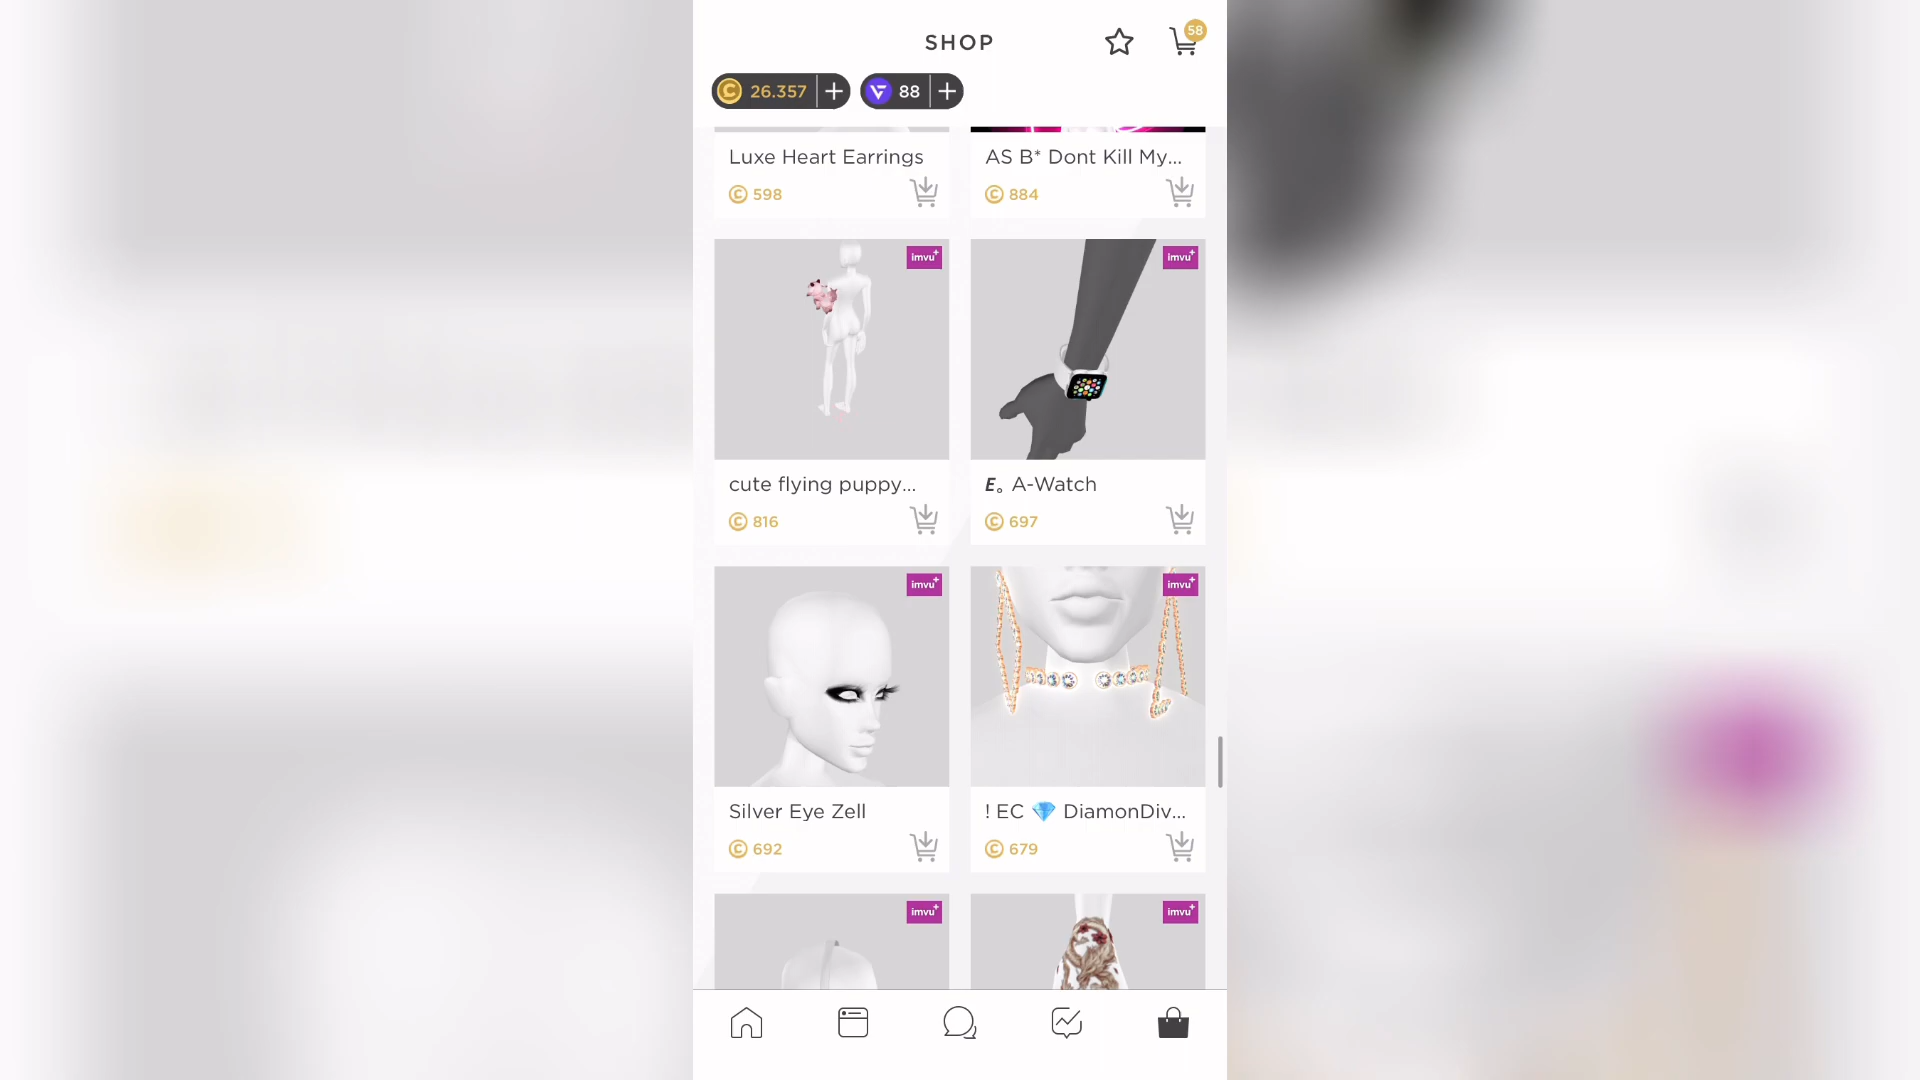 SHOP
58
26.357
88
Luxe Heart Earrings
AS B* Dont Kill My...
598
884
imvu+
imvu+
cute flying puppy...
E。A-Watch
816
697
imvu+
imvu+
Silver Eye Zell
! EC 💎 DiamonDiv...
692
679
imvu+
imvu+